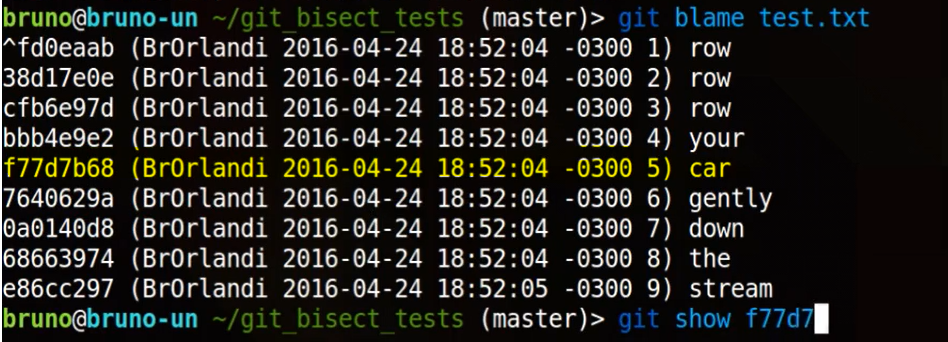 bruno@bruno-un ~/git_bisect_tests (master)> git blame test.txt
^fd0eaab (BrOrlandi 2016-04-24 18:52:04 -0300 1) row
38d17e0e (BrOrlandi 2016-04-24 18:52:04 -0300 2) row
cfb6e97d (BrOrlandi 2016-04-24 18:52:04 -0300 3) row
bbb4e9e2 (BrOrlandi 2016-04-24 18:52:04 -0300 4) your
f77d7b68 (BrOrlandi 2016-04-24 18:52:04 -0300 5) car
7640629a (BrOrlandi 2016-04-24 18:52:04 -0300 6) gently
0a0140d8 (BrOrlandi 2016-04-24 18:52:04 -0300 7) down
68663974 (BrOrlandi 2016-04-24 18:52:04 -0300 8) the
e86cc297 (BrOrlandi 2016-04-24 18:52:05 -0300 9) stream
bruno@bruno-un ~/git_bisect_tests (master)> git show f77d7